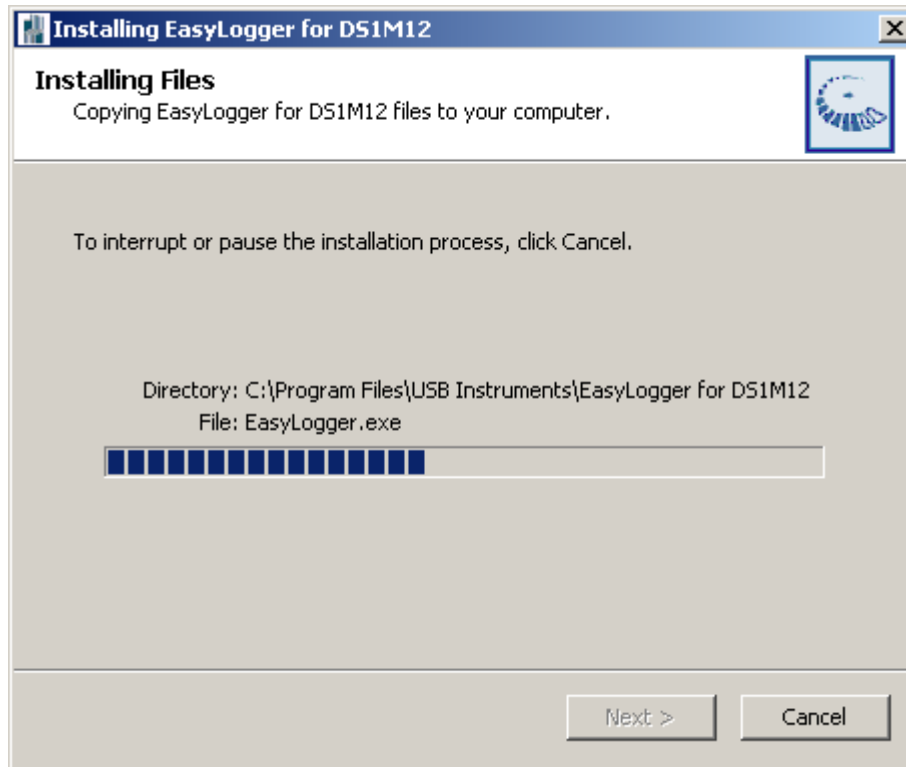 Installing EasyLogger for DS1M12
Installing Files
Copying EasyLogger for DS1M12 files to your computer.
To interrupt or pause the installation process, click Cancel.
Directory: C:\Program Files\USB Instruments\EasyLogger for DS1M12
File: EasyLogger.exe
Next >
Cancel